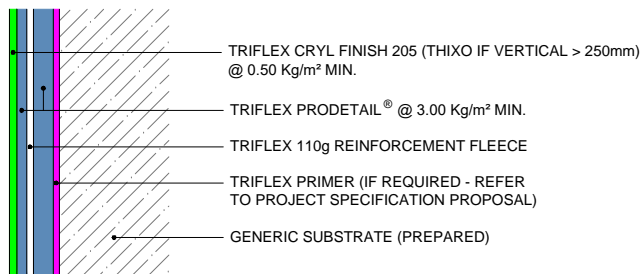 TRIFLEX CRYL FINISH 205 (THIXO IF VERTICAL > 250mm)
@ 0.50 Kg/m² MIN.
TRIFLEX PRODETAIL® @ 3.00 Kg/m² MIN.
TRIFLEX 110g REINFORCEMENT FLEECE
TRIFLEX PRIMER (IF REQUIRED - REFER
TO PROJECT SPECIFICATION PROPOSAL)
GENERIC SUBSTRATE (PREPARED)